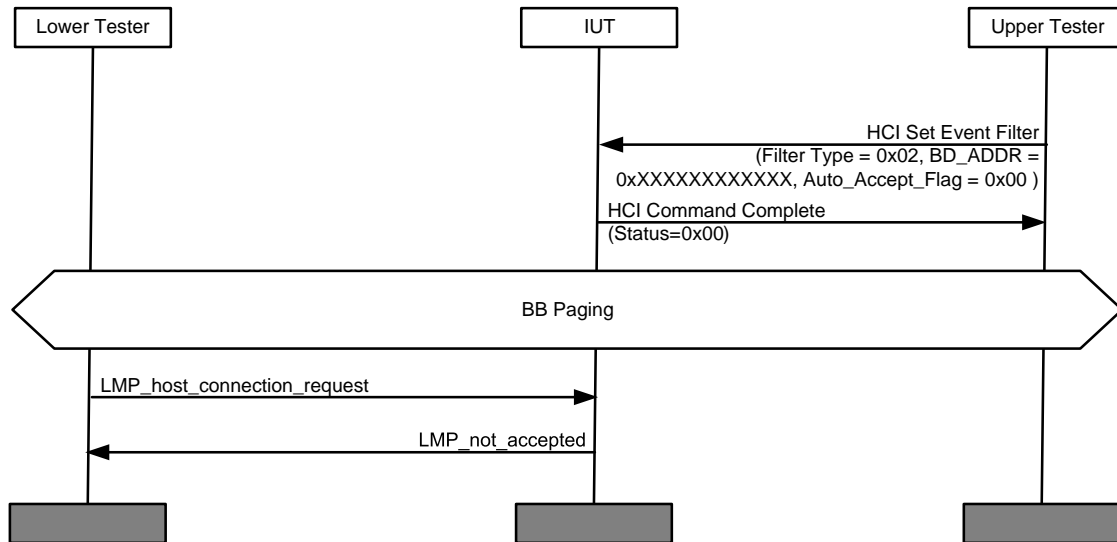 Lower Tester
IUT
Upper Tester
HCI Set Event Filter
(Filter Type = 0x02, BD_ADDR =
0xXXXXXXXXXXXX, Auto_Accept_Flag = 0x00 )
HCI Command Complete
(Status=0x00)
BB Paging
LMP_host_connection_request
LMP_not_accepted